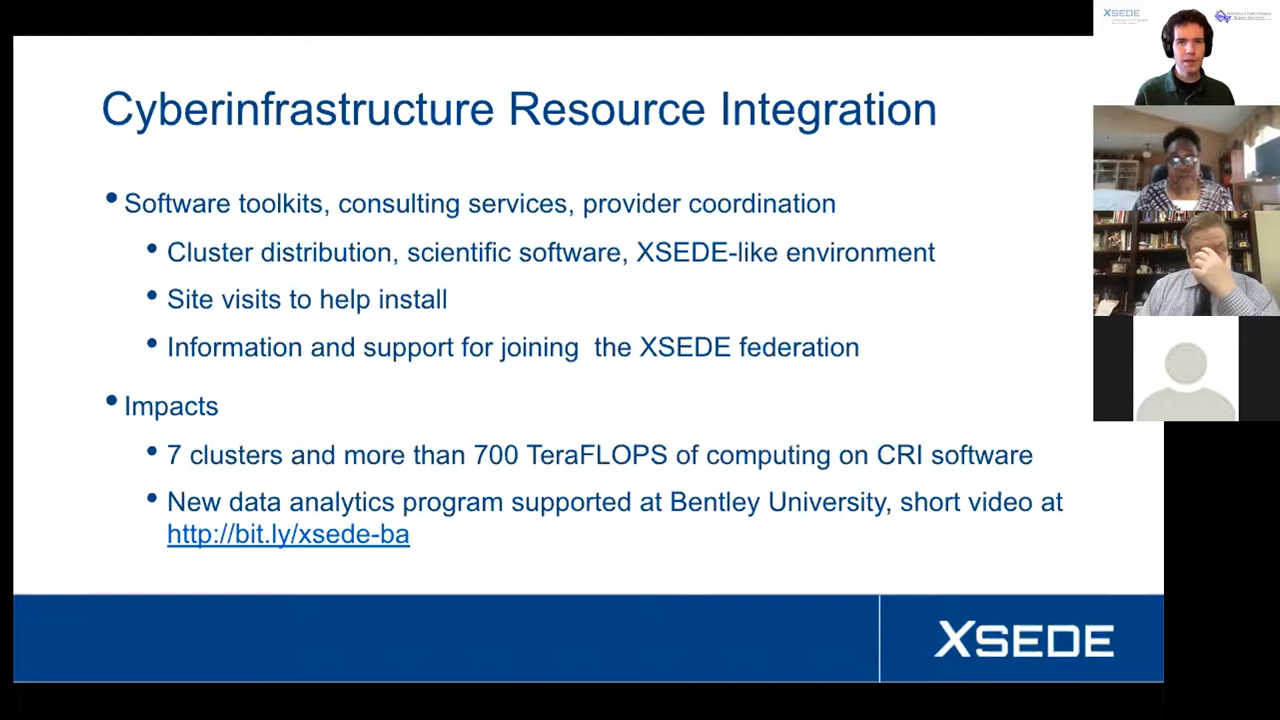 Cyberinfrastructure Resource Integration
• Software toolkits, consulting services, provider coordination
• Cluster distribution, scientific software, XSEDE-like environment
• Site visits to help install
• Information and support for joining the XSEDE federation
• Impacts
• 7 clusters and more than 700 TeraFLOPS of computing on CRI software
• New data analytics program supported at Bentley University, short video at
http://bit.ly/xsede-ba
XSEDE
XSEDE